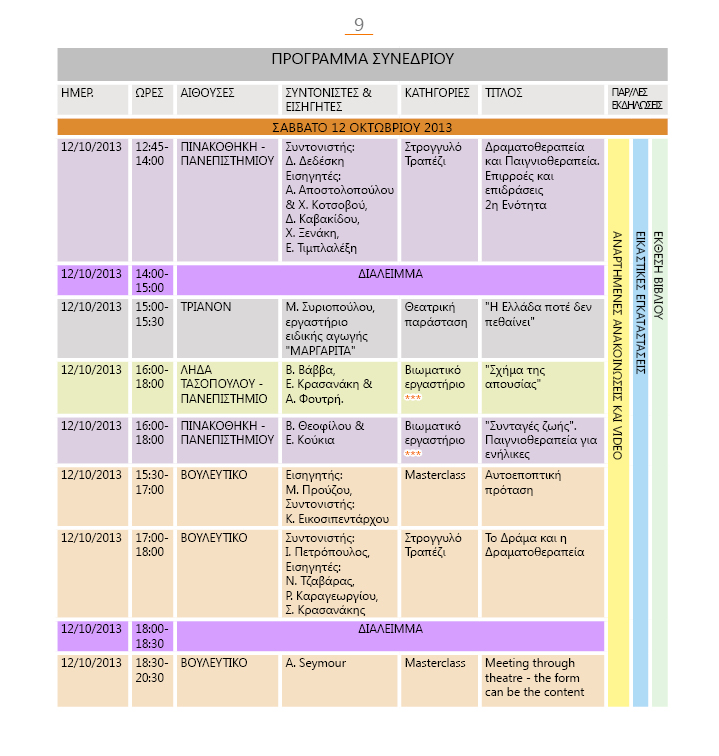 9
ΠΡΟΓΡΑΜΜΑ ΣΥΝΕΔΡΙΟΥ
ΗΜΕΡ.
ΩΡΕΣ
ΑΙΘΟΥΣΕΣ
ΣΥΝΤΟΝΙΣΤΕΣ &
ΕΙΣΗΓΗΤΕΣ
ΚΑΤΗΓΟΡΙΕΣ
ΤΙΤΛΟΣ
ΠΑΡ/ΛΕΣ
ΕΚΔΗΛΩΣΕΙΣ
ΣΑΒΒΑΤΟ 12 ΟΚΤΩΒΡΙΟΥ 2013
12/10/2013
12:45-
14:00
ΠΙΝΑΚΟΘΗΚΗ -
ΠΑΝΕΠΙΣΤΗΜΙΟΥ
Συντονιστής:
Δ. Δεδέσκη
Εισηγητές:
Α. Αποστολοπούλου
& Χ. Κοτσοβού,
Δ. Καβακίδου,
Χ. Ξενάκη,
Ε. Τιμπλαλέξη
Στρογγυλό
Τραπέζι
Δραματοθεραπεία
και Παιγνιοθεραπεία.
Επιρροές και
επιδράσεις
2η Ενότητα
12/10/2013
14:00-
15:00
ΔΙΑΛΕΙΜΜΑ
12/10/2013
15:00-
15:30
ΤΡΙΑΝΟΝ
Μ. Συριοπούλου,
εργαστήριο
ειδικής αγωγής
"ΜΑΡΓΑΡΙΤΑ"
Θεατρική
παράσταση
"Η Ελλάδα ποτέ δεν
πεθαίνει"
12/10/2013
16:00-
18:00
ΛΗΔΑ
ΤΑΣΟΠΟΥΛΟΥ -
ΠΑΝΕΠΙΣΤΗΜΙΟ
Β. Βάββα,
Ε. Κρασανάκη &
Α. Φουτρή.
Βιωματικό
εργαστήριο
***
"Σχήμα της
απουσίας"
12/10/2013
16:00-
18:00
ΠΙΝΑΚΟΘΗΚΗ -
ΠΑΝΕΠΙΣΤΗΜΙΟΥ
Β. Θεοφίλου &
Ε. Κούκια
Βιωματικό
εργαστήριο
***
"Συνταγές ζωής".
Παιγνιοθεραπεία για
ενήλικες
12/10/2013
15:30-
17:00
ΒΟΥΛΕΥΤΙΚΟ
Εισηγητής:
Μ. Προύζου,
Συντονιστής:
Κ. Εικοσιπεντάρχου
Masterclass
Αυτοεποπτική
πρόταση
12/10/2013
17:00-
18:00
ΒΟΥΛΕΥΤΙΚΟ
Συντονιστής:
Ι. Πετρόπουλος,
Εισηγητές:
Ν. Τζαβάρας,
Ρ. Καραγεωργίου,
Σ. Κρασανάκης
Στρογγυλό
Τραπέζι
Το Δράμα και η
Δραματοθεραπεία
12/10/2013
18:00-
18:30
ΔΙΑΛΕΙΜΜΑ
12/10/2013
18:30-
20:30
ΒΟΥΛΕΥΤΙΚΟ
A. Seymour
Masterclass
Meeting through
theatre - the form
can be the content
ΑΝΑΡΤΗΜΕΝΕΣ ΑΝΑΚΟΙΝΩΣΕΙΣ ΚΑΙ VIDEO
ΕΙΚΑΣΤΙΚΕΣ ΕΓΚΑΤΑΣΤΑΣΕΙΣ
ΕΚΘΕΣΗ ΒΙΒΛΙΟΥ